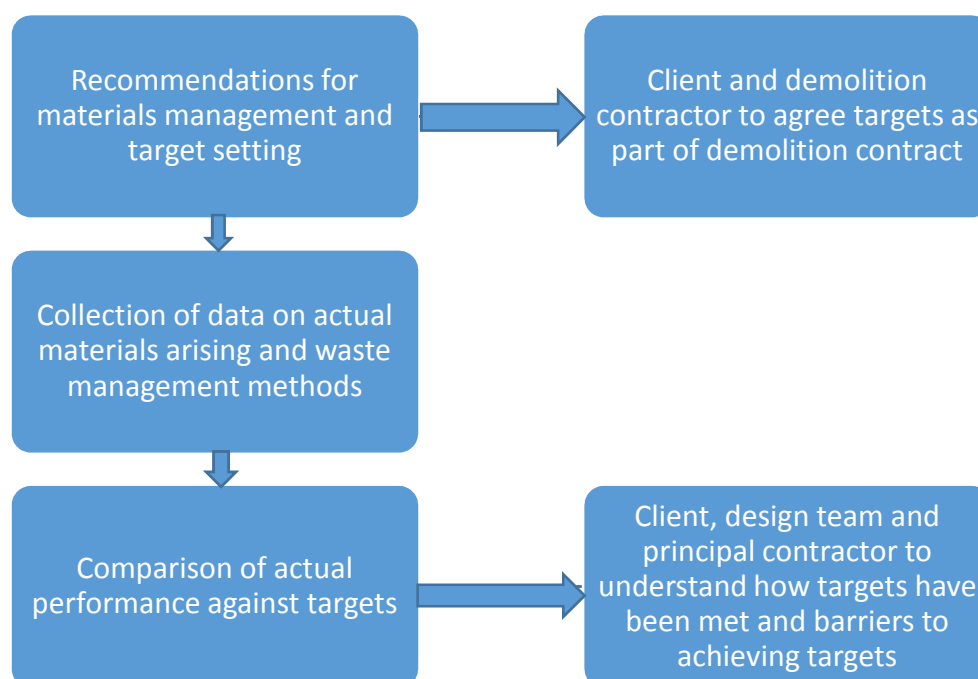 Recommendations for
materials management and
target setting
Client and demolition
contractor to agree targets as
part of demolition contract
Collection of data on actual
materials arising and waste
management methods
Comparison of actual
performance against targets
Client, design team and
principal contractor to
understand how targets have
been met and barriers to
achieving targets